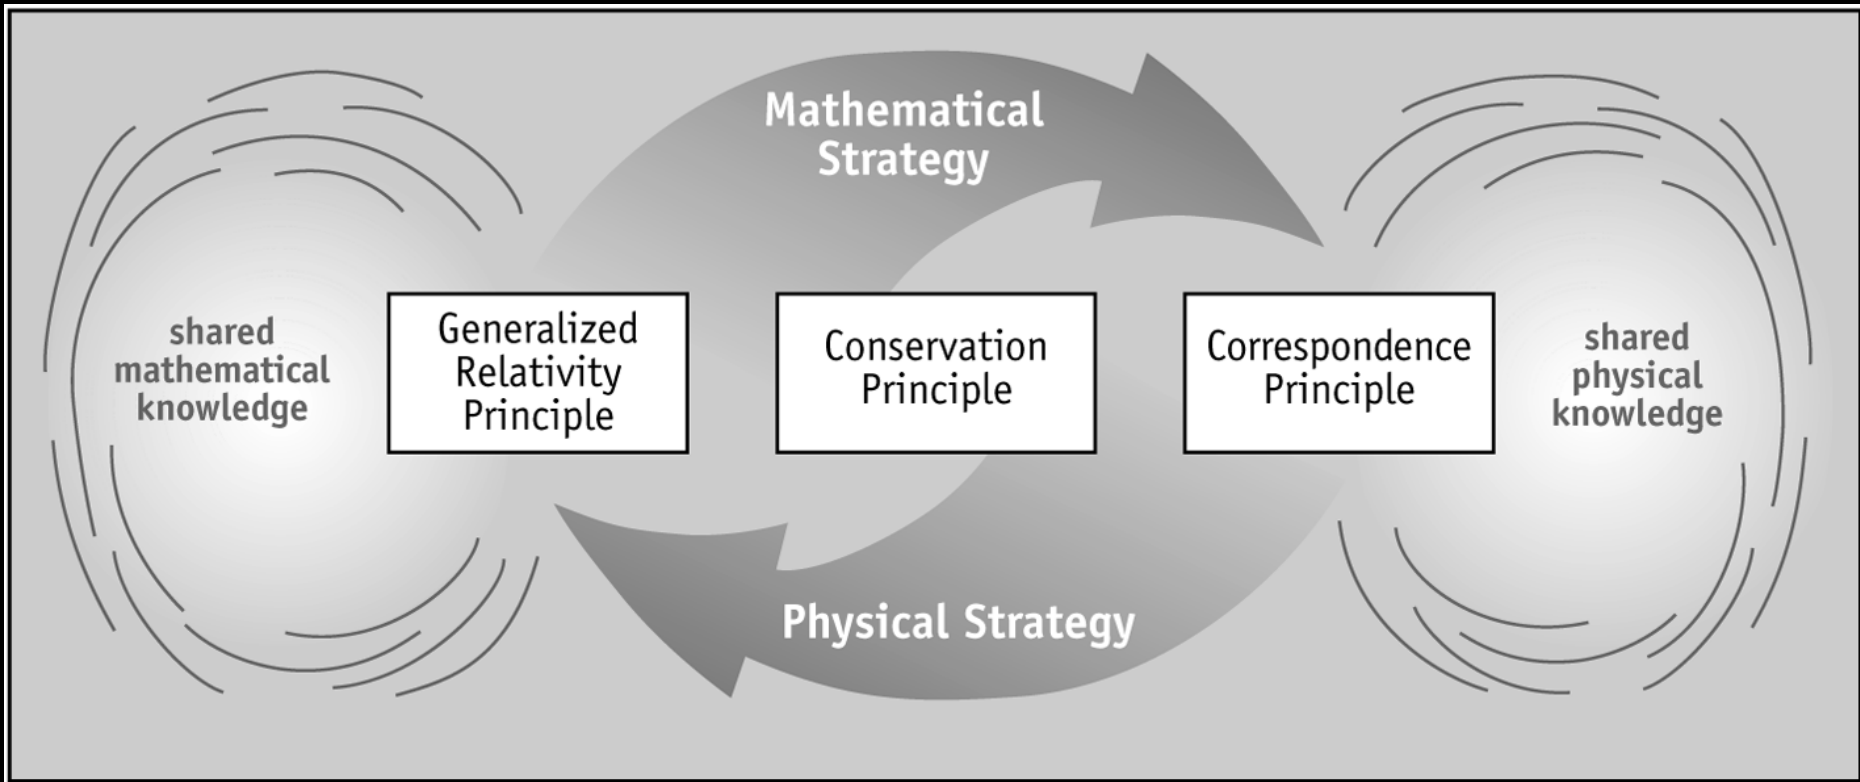 Mathematical
Strategy
shared
mathematical
knowledge
Generalized
Relativity
Principle
Conservation
Principle
Correspondence
Principle
shared
physical
knowledge
Physical Strategy